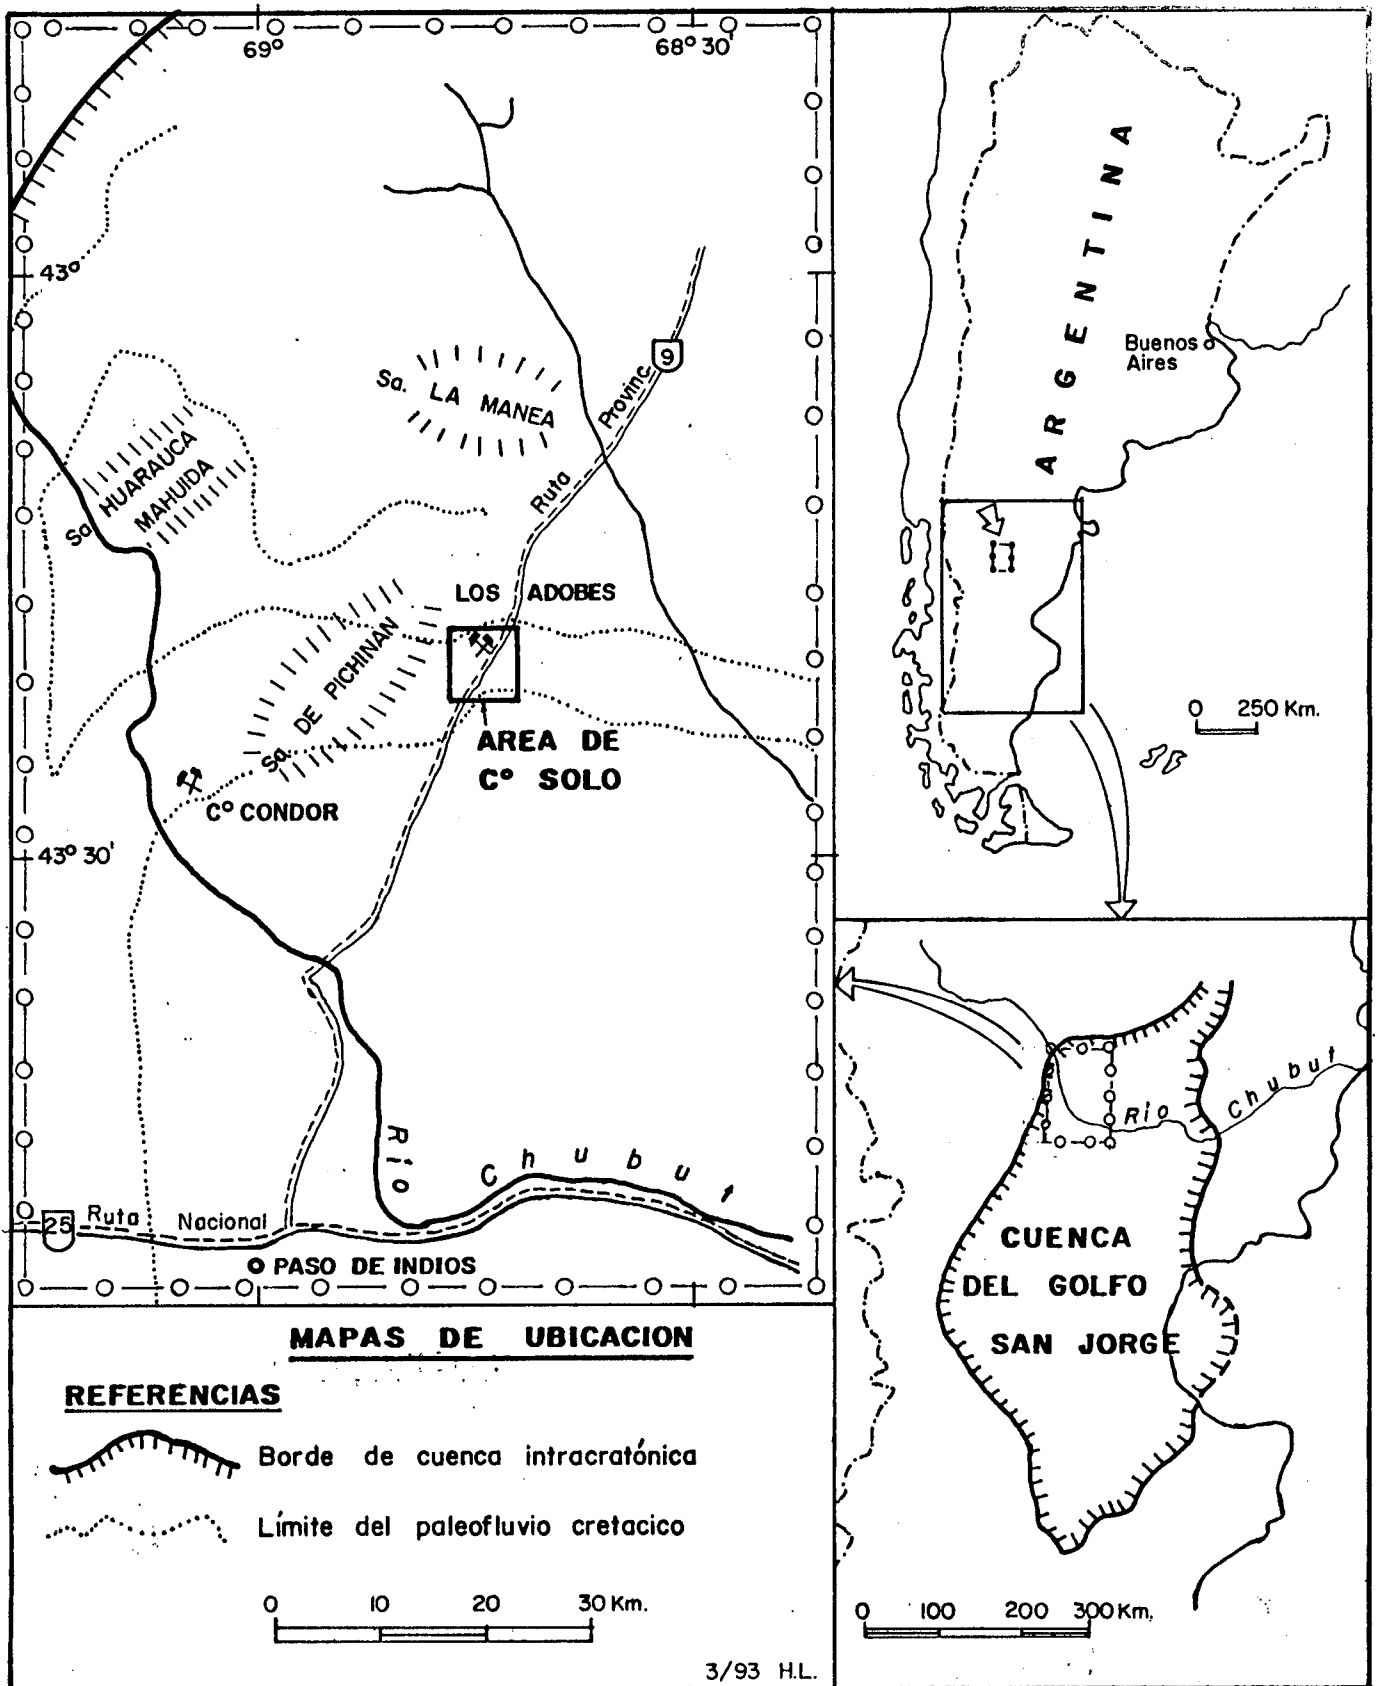 69°
68° 30'
43°
9
Sa. LA MANEA
Ruta Provinc.
Sa. HUARAUCA
MAHUIDA
LOS ADOBES
Sa. DE PICHINAN
AREA DE
C° SOLO
C° CONDOR
43° 30'
Río Chubut
25 Ruta Nacional
PASO DE INDIOS
MAPAS DE UBICACION
REFERENCIAS
Borde de cuenca intracratónica
Límite del paleofluvio cretacico
0 10 20 30 Km.
3/93 H.L.
ARGENTINA
Buenos
Aires
0 250 Km.
Río Chubut
CUENCA
DEL GOLFO
SAN JORGE
0 100 200 300 Km.